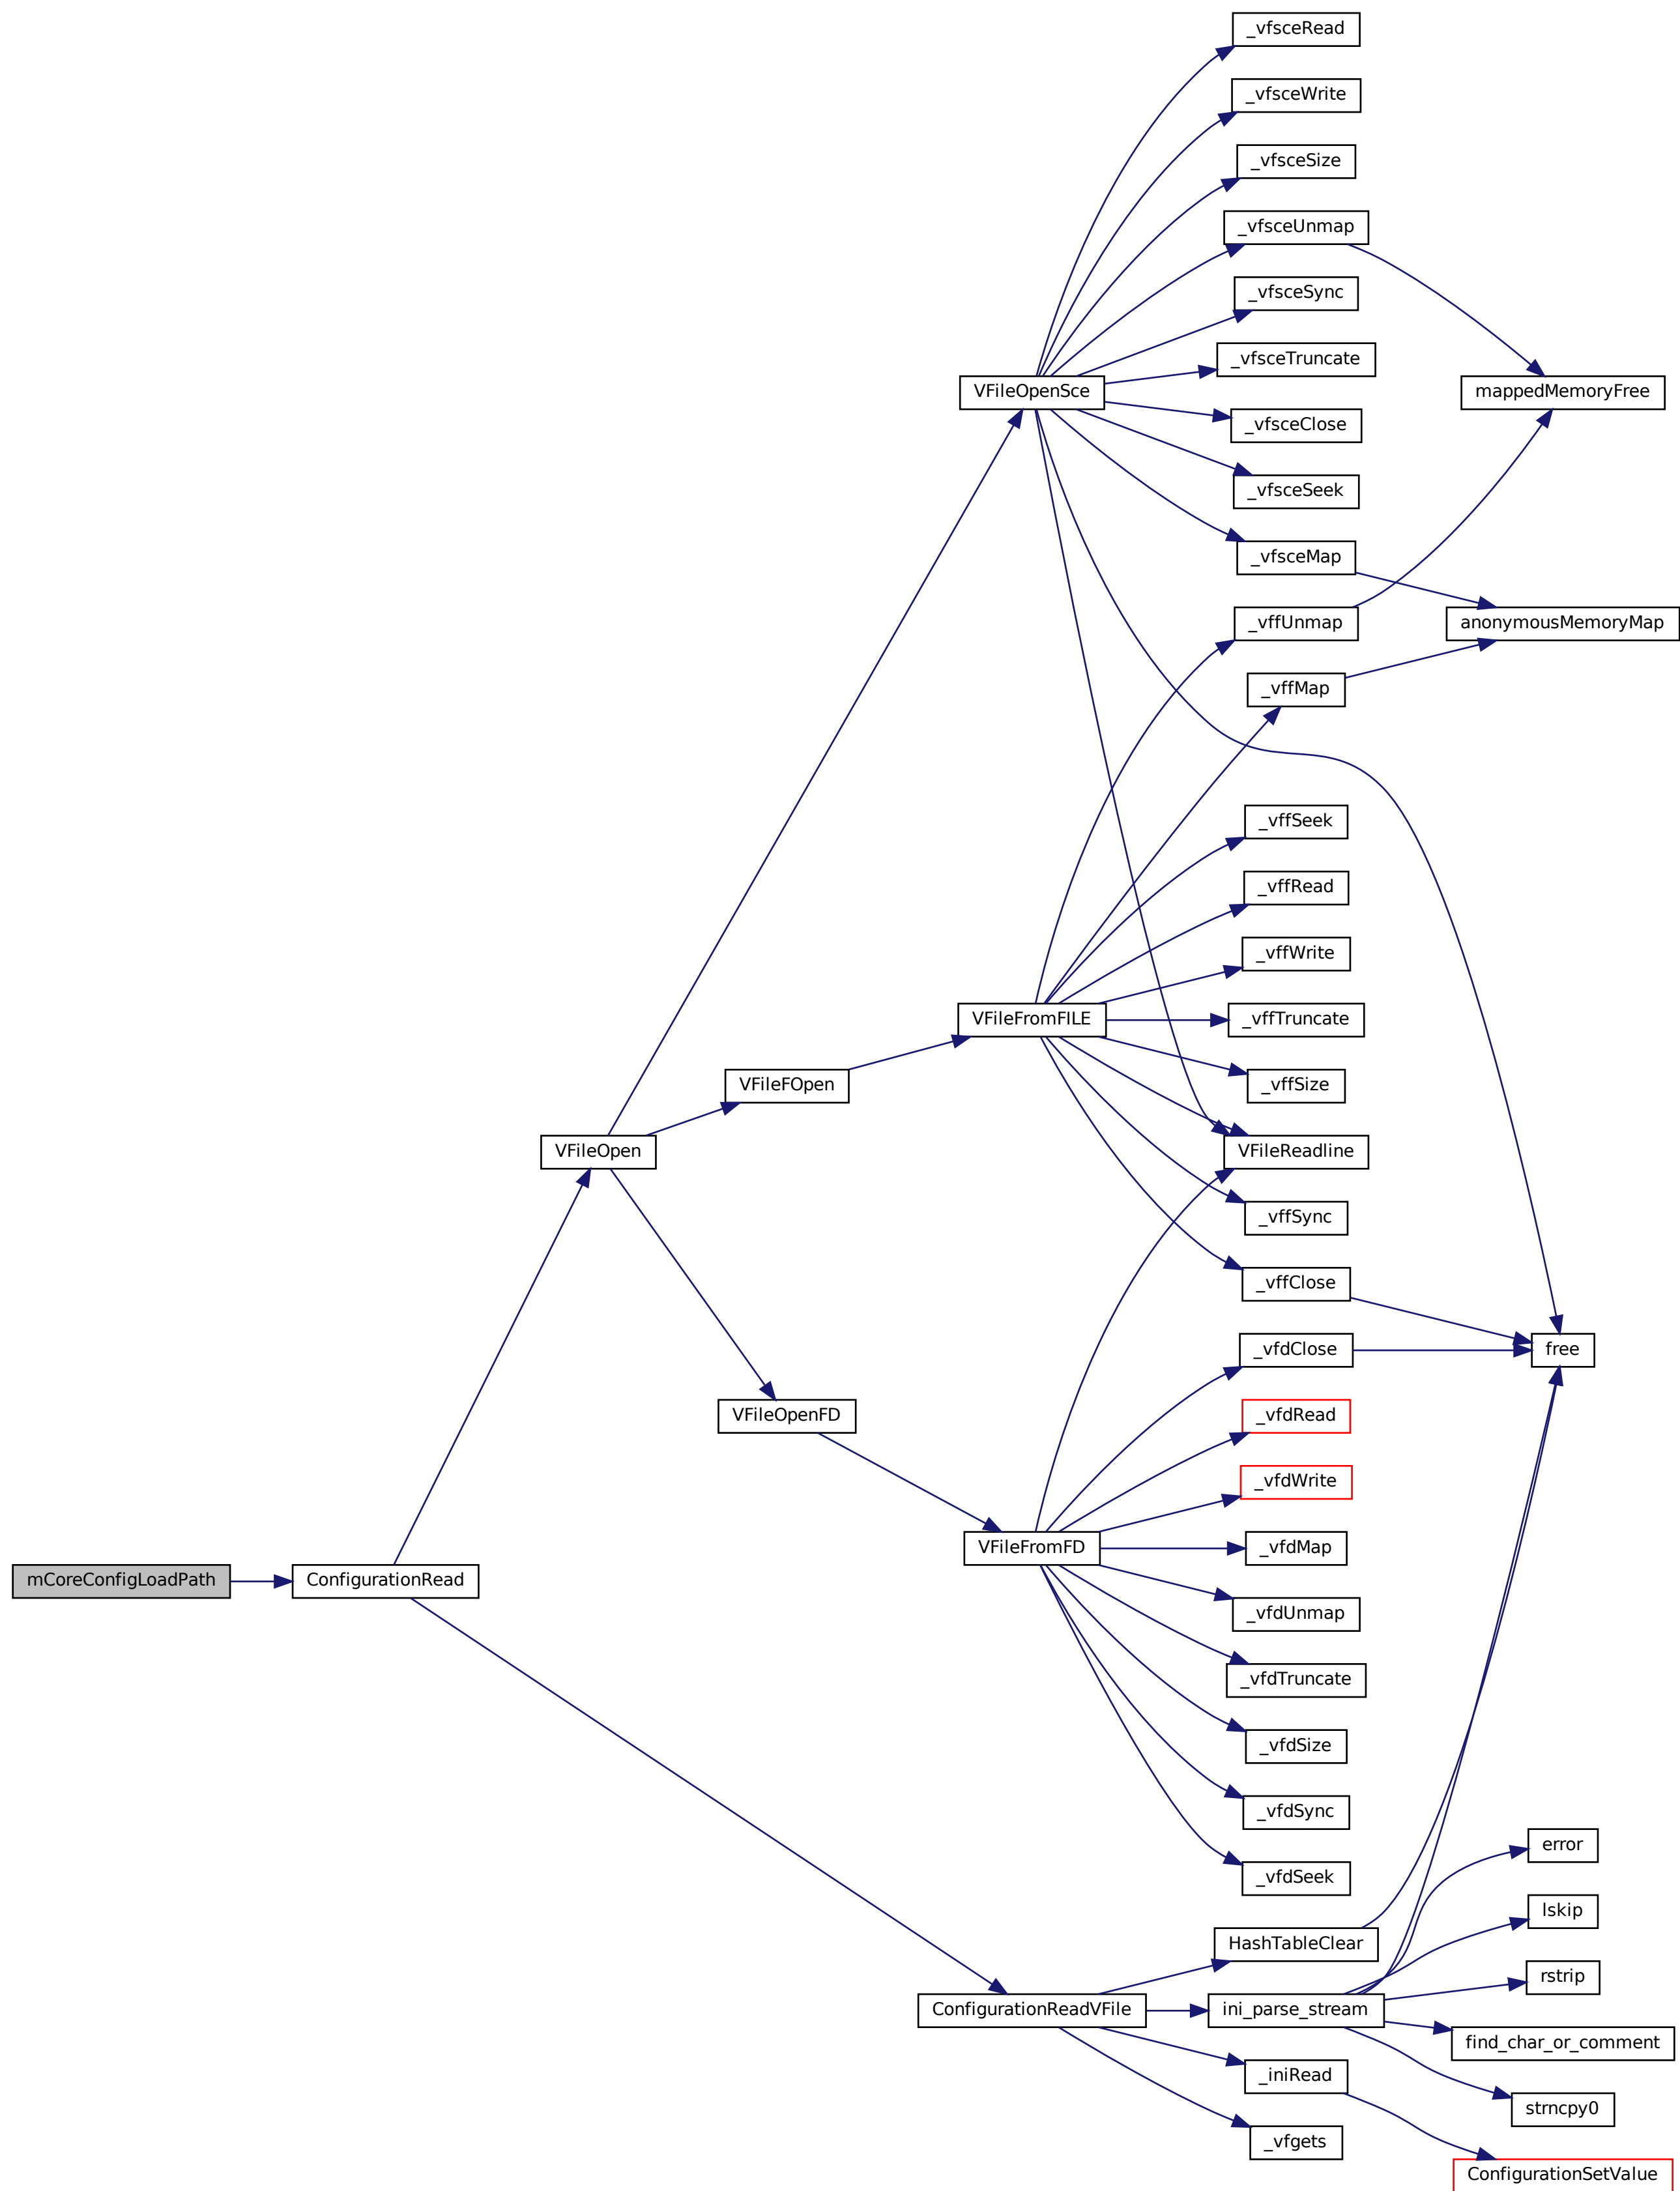 _vfsceRead
_vfsceWrite
_vfsceSize
_vfsceUnmap
_vfsceSync
_vfsceTruncate
VFileOpenSce
mappedMemoryFree
_vfsceClose
_vfsceSeek
_vfsceMap
_vffUnmap
anonymousMemoryMap
_vffMap
_vffSeek
_vffRead
_vffWrite
VFileFromFILE
_vffTruncate
VFileFOpen
_vffSize
VFileOpen
VFileReadline
_vffSync
_vffClose
_vfdClose
free
VFileOpenFD
_vfdRead
_vfdWrite
VFileFromFD
_vfdMap
mCoreConfigLoadPath
ConfigurationRead
_vfdUnmap
_vfdTruncate
_vfdSize
_vfdSync
error
_vfdSeek
lskip
HashTableClear
rstrip
ConfigurationReadVFile
ini_parse_stream
find_char_or_comment
_iniRead
strncpy0
_vfgets
ConfigurationSetValue